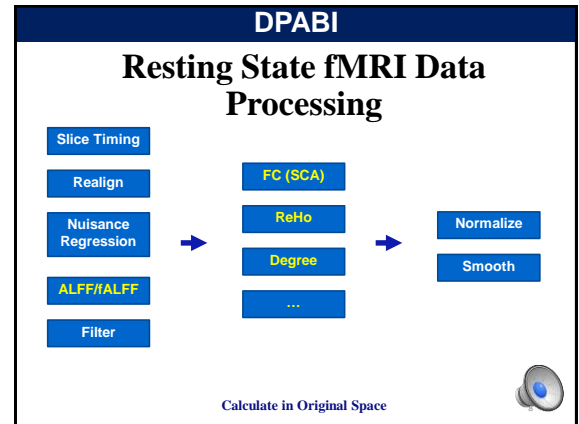 DPABI
Resting State fMRI Data
Processing
Slice Timing
Realign
Nuisance
Regression
ALFF/fALFF
Filter
FC (SCA)
ReHo
Degree
…
Normalize
Smooth
Calculate in Original Space